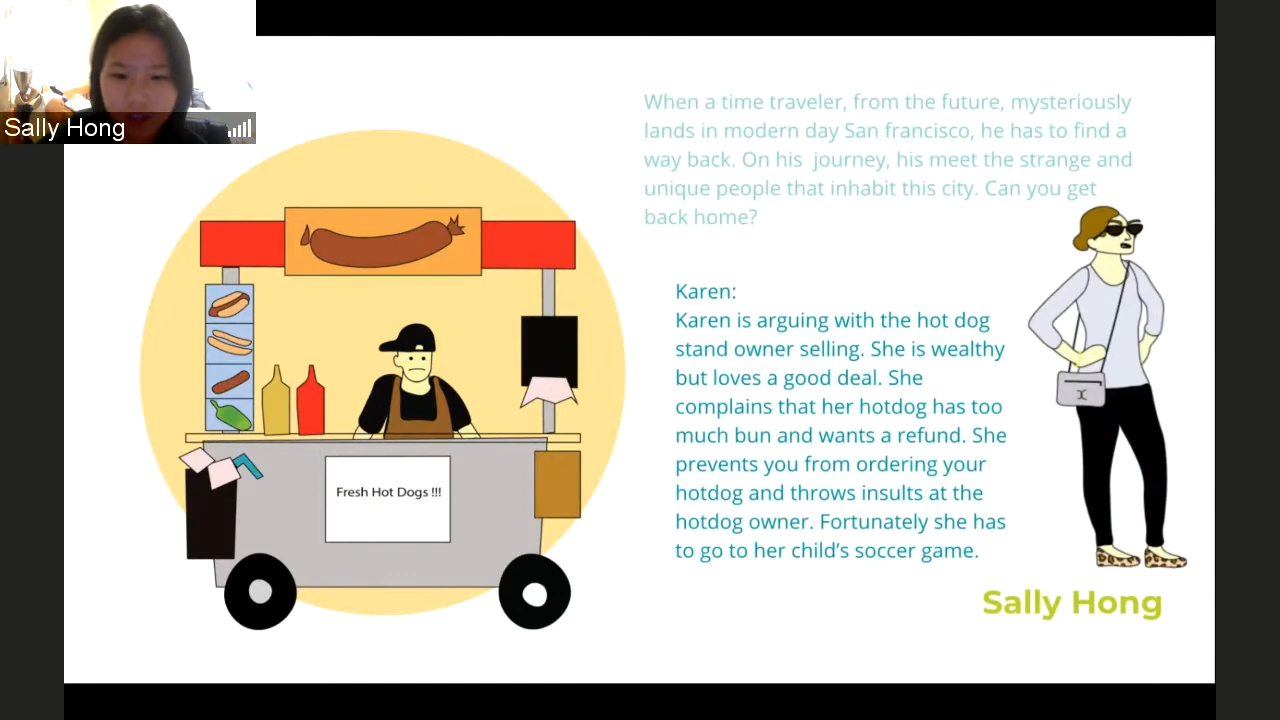 Sally Hong
When a time traveler, from the future, mysteriously
lands in modern day San francisco, he has to find a
way back. On his journey, his meet the strange and
unique people that inhabit this city. Can you get
back home?
Karen:
Karen is arguing with the hot dog
stand owner selling. She is wealthy
but loves a good deal. She
complains that her hotdog has too
much bun and wants a refund. She
prevents you from ordering your
hotdog and throws insults at the
hotdog owner. Fortunately she has
to go to her child’s soccer game.
Fresh Hot Dogs !!!
Sally Hong